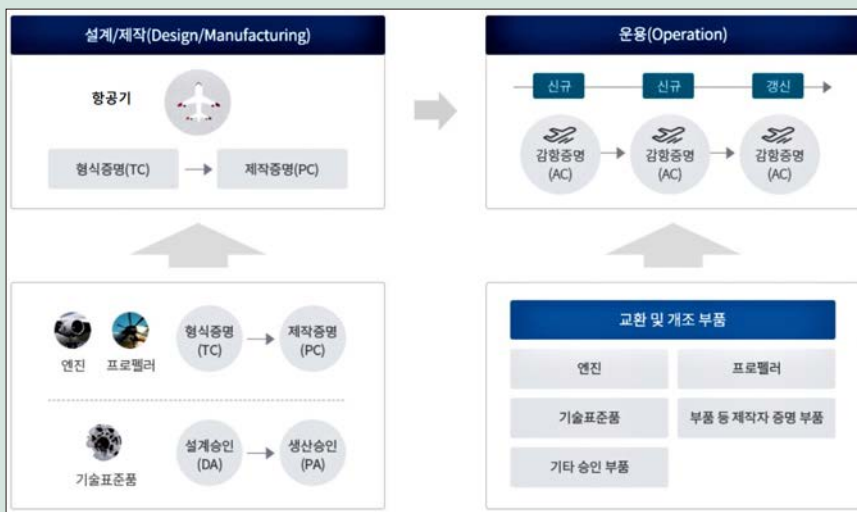 설계/제작(Design/Manufacturing)
항공기
형식증명(TC)
제작증명(PC)
운용(Operation)
신규
신규
갱신
감항증명
(AC)
감항증명
(AC)
감항증명
(AC)
엔진
프로펠러
형식증명
(TC)
제작증명
(PC)
기술표준품
설계승인
(DA)
생산승인
(PA)
교환 및 개조 부품
엔진
프로펠러
기술표준품
부품 등 제작자 증명 부품
기타 승인 부품